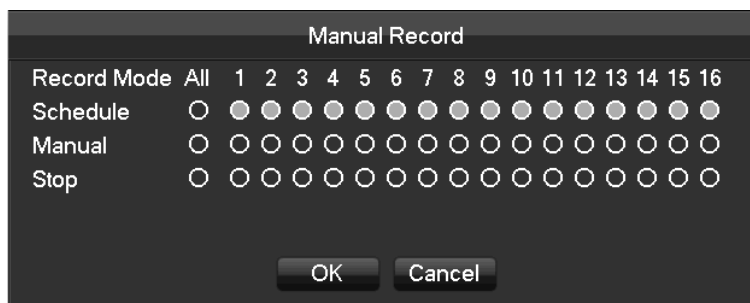 Manual Record
Record Mode All 1 2 3 4 5 6 7 8 9 10 11 12 13 14 15 16
Schedule
Manual
Stop
OK Cancel